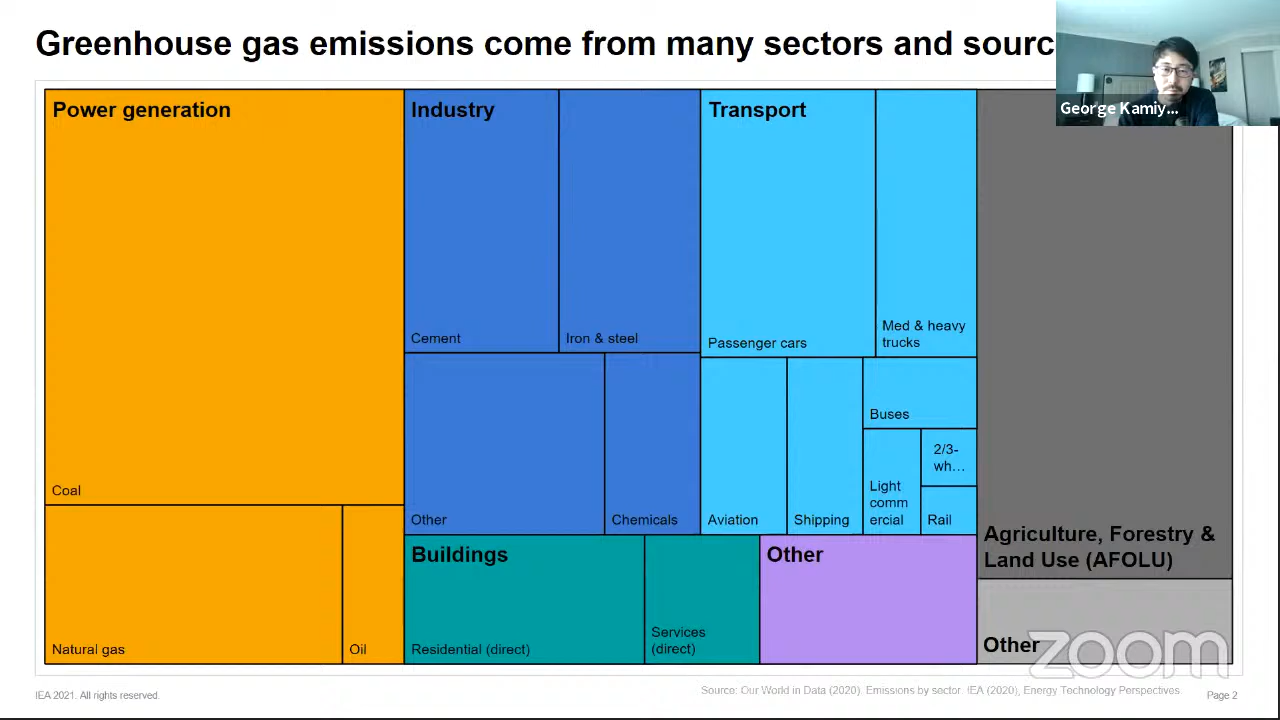 Greenhouse gas emissions come from many sectors and sourc
George Kamiy...
Power generation
Industry
Transport
Cement
Iron & steel
Passenger cars
Med & heavy
trucks
Buses
2/3-
wh...
Coal
Other
Chemicals
Aviation
Shipping
Light
comm
ercial
Rail
Agriculture, Forestry &
Land Use (AFOLU)
Buildings
Other
Natural gas
Oil
Residential (direct)
Services
(direct)
Other
zoom
IEA 2021. All rights reserved.
Source: Our World in Data (2020). Emissions by sector. IEA (2020), Energy Technology Perspectives.
Page 2